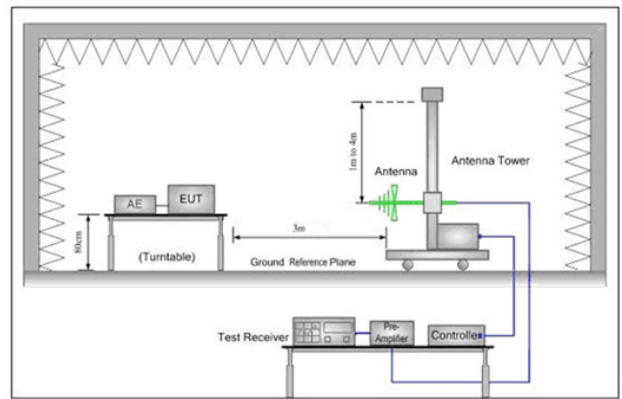 1m to 4m
Antenna
Antenna Tower
AE
EUT
80cm
(Turntable)
3m
Ground Reference Plane
Test Receiver
Pre-
Amplifier
Controller